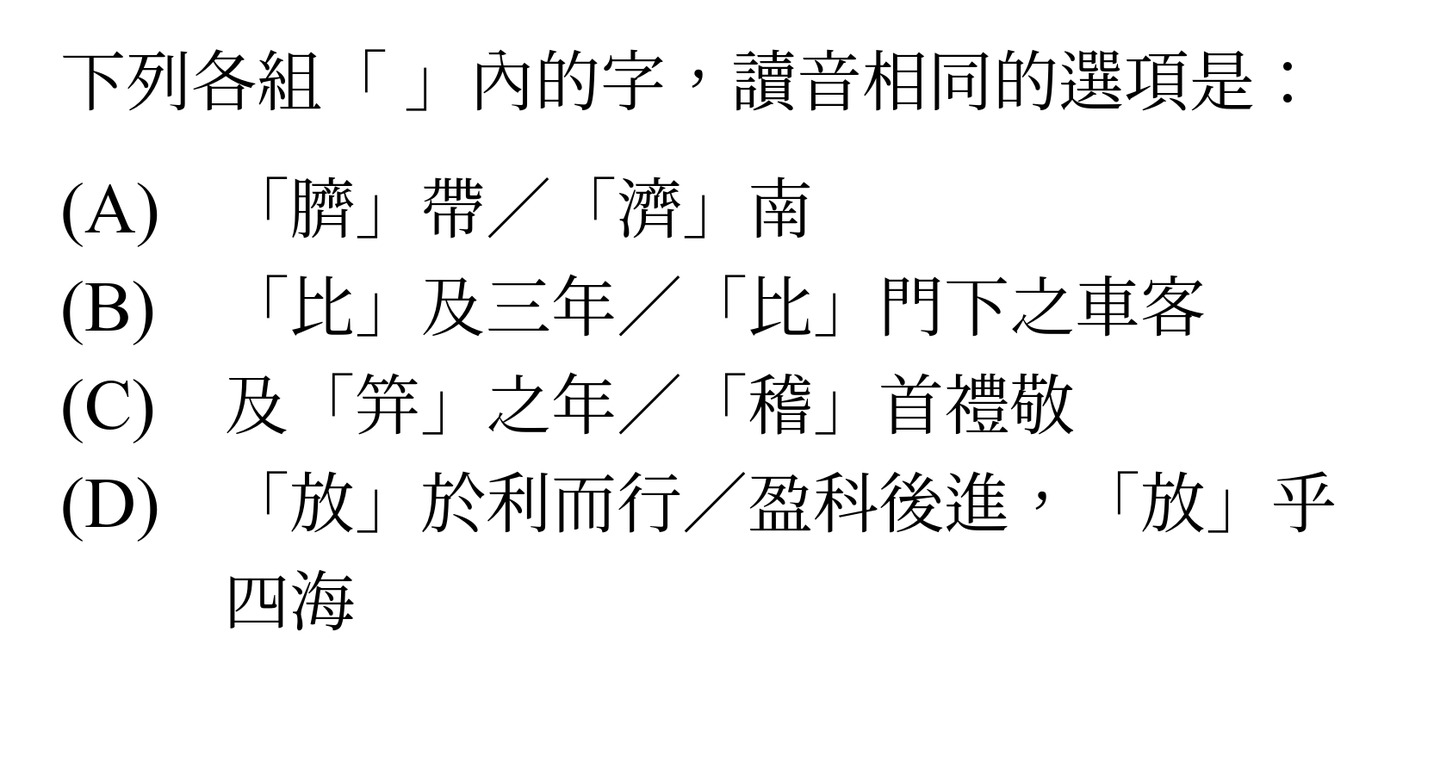 下列各組「 」內的字，讀音相同的選項是：
(A) 「臍」帶／「濟」南
(B) 「比」及三年／「比」門下之車客
(C) 及「笄」之年／「稽」首禮敬
(D) 「放」於利而行／盈科後進，「放」乎
四海